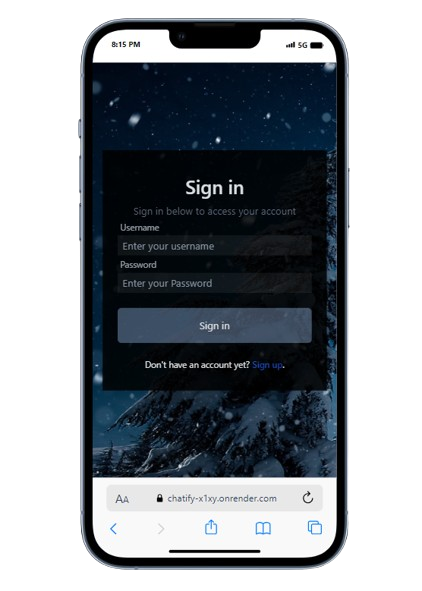 8:15 PM 5G
Sign in
Sign in below to access your account
Username
Enter your username
Password
Enter your Password
Sign in
Don't have an account yet? Sign up.
AA chatify-x1xy.onrender.com